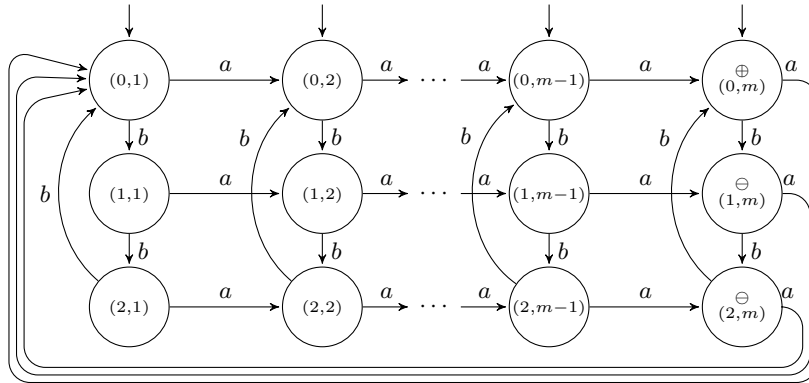 a a a a a
(0,1) (0,2) ··· (0,m−1) ⊕
(0,m)
b b b b
b b b b
a a a a a
(1,1) (1,2) ··· (1,m−1) ⊖
(1,m)
b b b b
a a a a a
(2,1) (2,2) ··· (2,m−1) ⊖
(2,m)